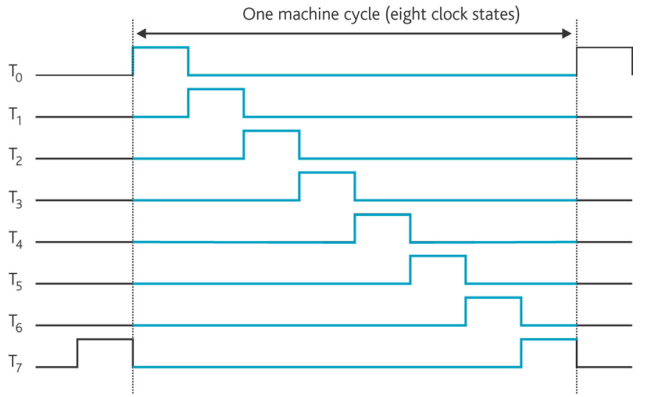 One machine cycle (eight clock states)
T0
T1
T2
T3
T4
T5
T6
T7